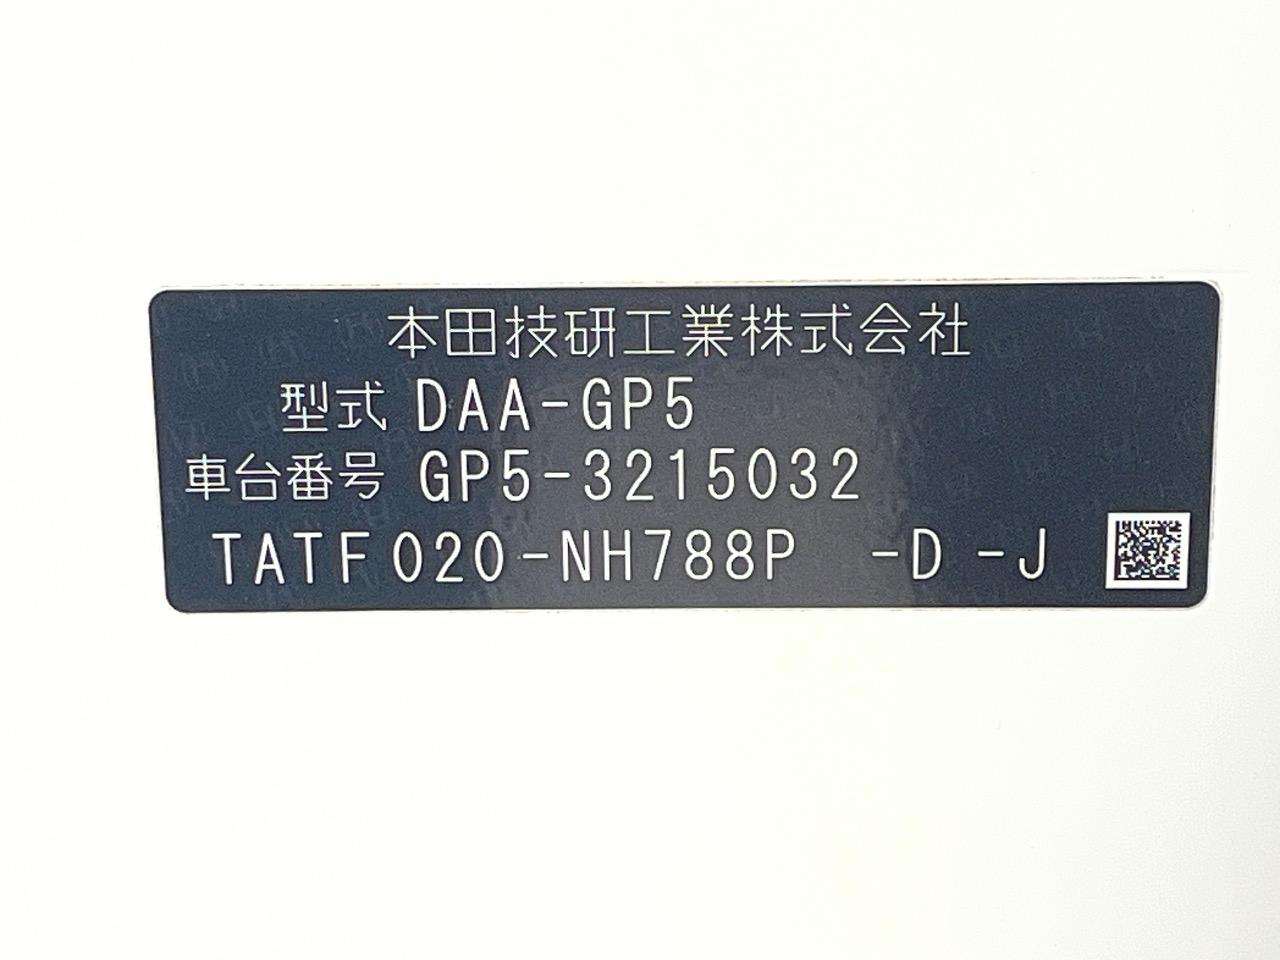 本田技研工業株式会社
型式 DAA-GP5
車台番号 GP5-3215032
TATF020-NH788P -D -J